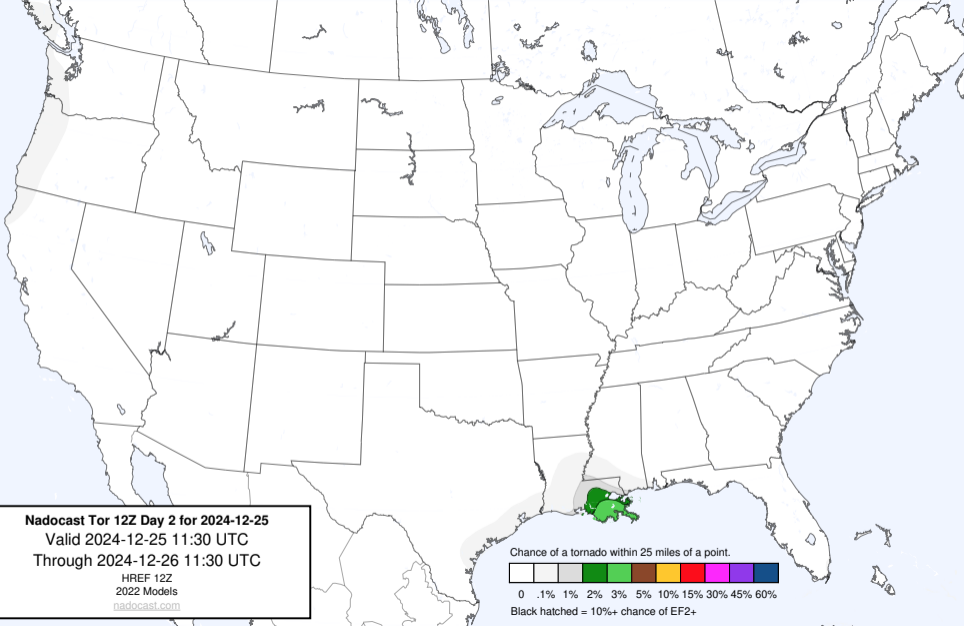 Nadocast Tor 12Z Day 2 for 2024-12-25
Valid 2024-12-25 11:30 UTC
Through 2024-12-26 11:30 UTC
HREF 12Z
2022 Models
nadocast.com
Chance of a tornado within 25 miles of a point.
0 .1% 1% 2% 3% 5% 10% 15% 30% 45% 60%
Black hatched = 10%+ chance of EF2+